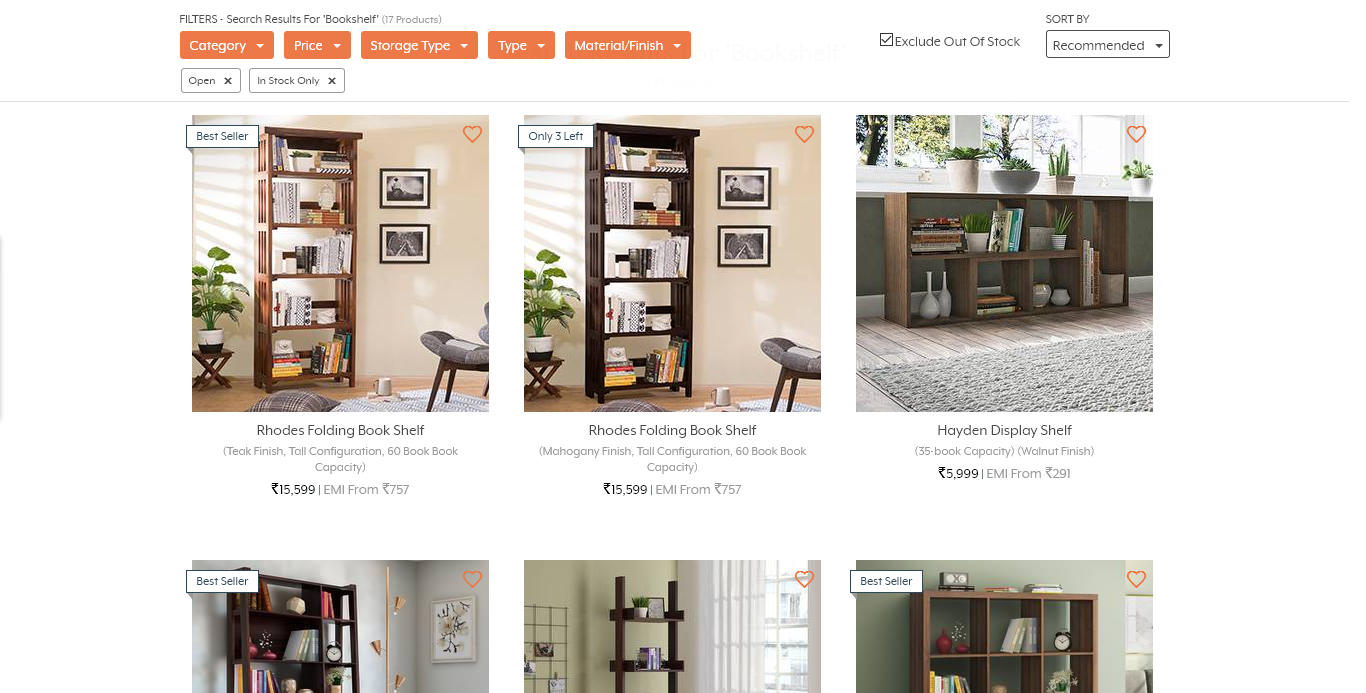 FILTERS - Search Results For 'Bookshelf' (17 Products)
SORT BY
Category
Price
Storage Type
Type
Material/Finish
Exclude Out Of Stock
Recommended
Open ✕
In Stock Only ✕
Best Seller
Only 3 Left
Rhodes Folding Book Shelf
(Teak Finish, Tall Configuration, 60 Book Book
Capacity)
₹15,599 | EMI From ₹757
Rhodes Folding Book Shelf
(Mahogany Finish, Tall Configuration, 60 Book Book
Capacity)
₹15,599 | EMI From ₹757
Hayden Display Shelf
(35-book Capacity) (Walnut Finish)
₹5,999 | EMI From ₹291
Best Seller
Best Seller